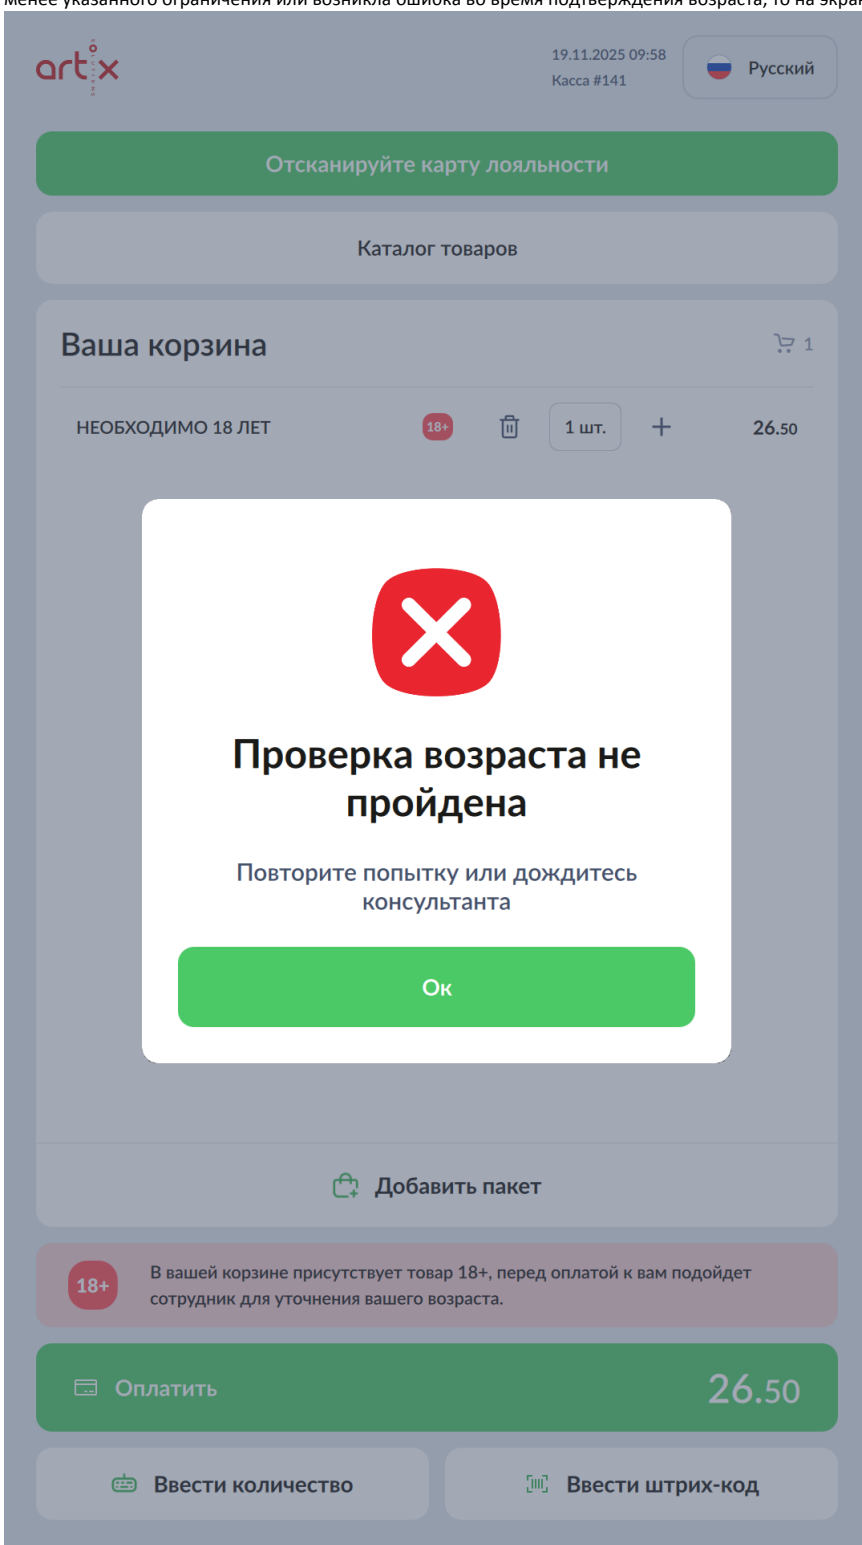 менее указанного ограничения или возникла ошибка во время подтверждения возраста, то на экран
artix
19.11.2025 09:58
Касса #141
Русский
Отсканируйте карту лояльности
Каталог товаров
Ваша корзина
1
НЕОБХОДИМО 18 ЛЕТ
18+
1 шт.
26.50
Проверка возраста не
пройдена
Повторите попытку или дождитесь
консультанта
Ок
Добавить пакет
18+
В вашей корзине присутствует товар 18+, перед оплатой к вам подойдет
сотрудник для уточнения вашего возраста.
Оплатить
26.50
Ввести количество
Ввести штрих-код